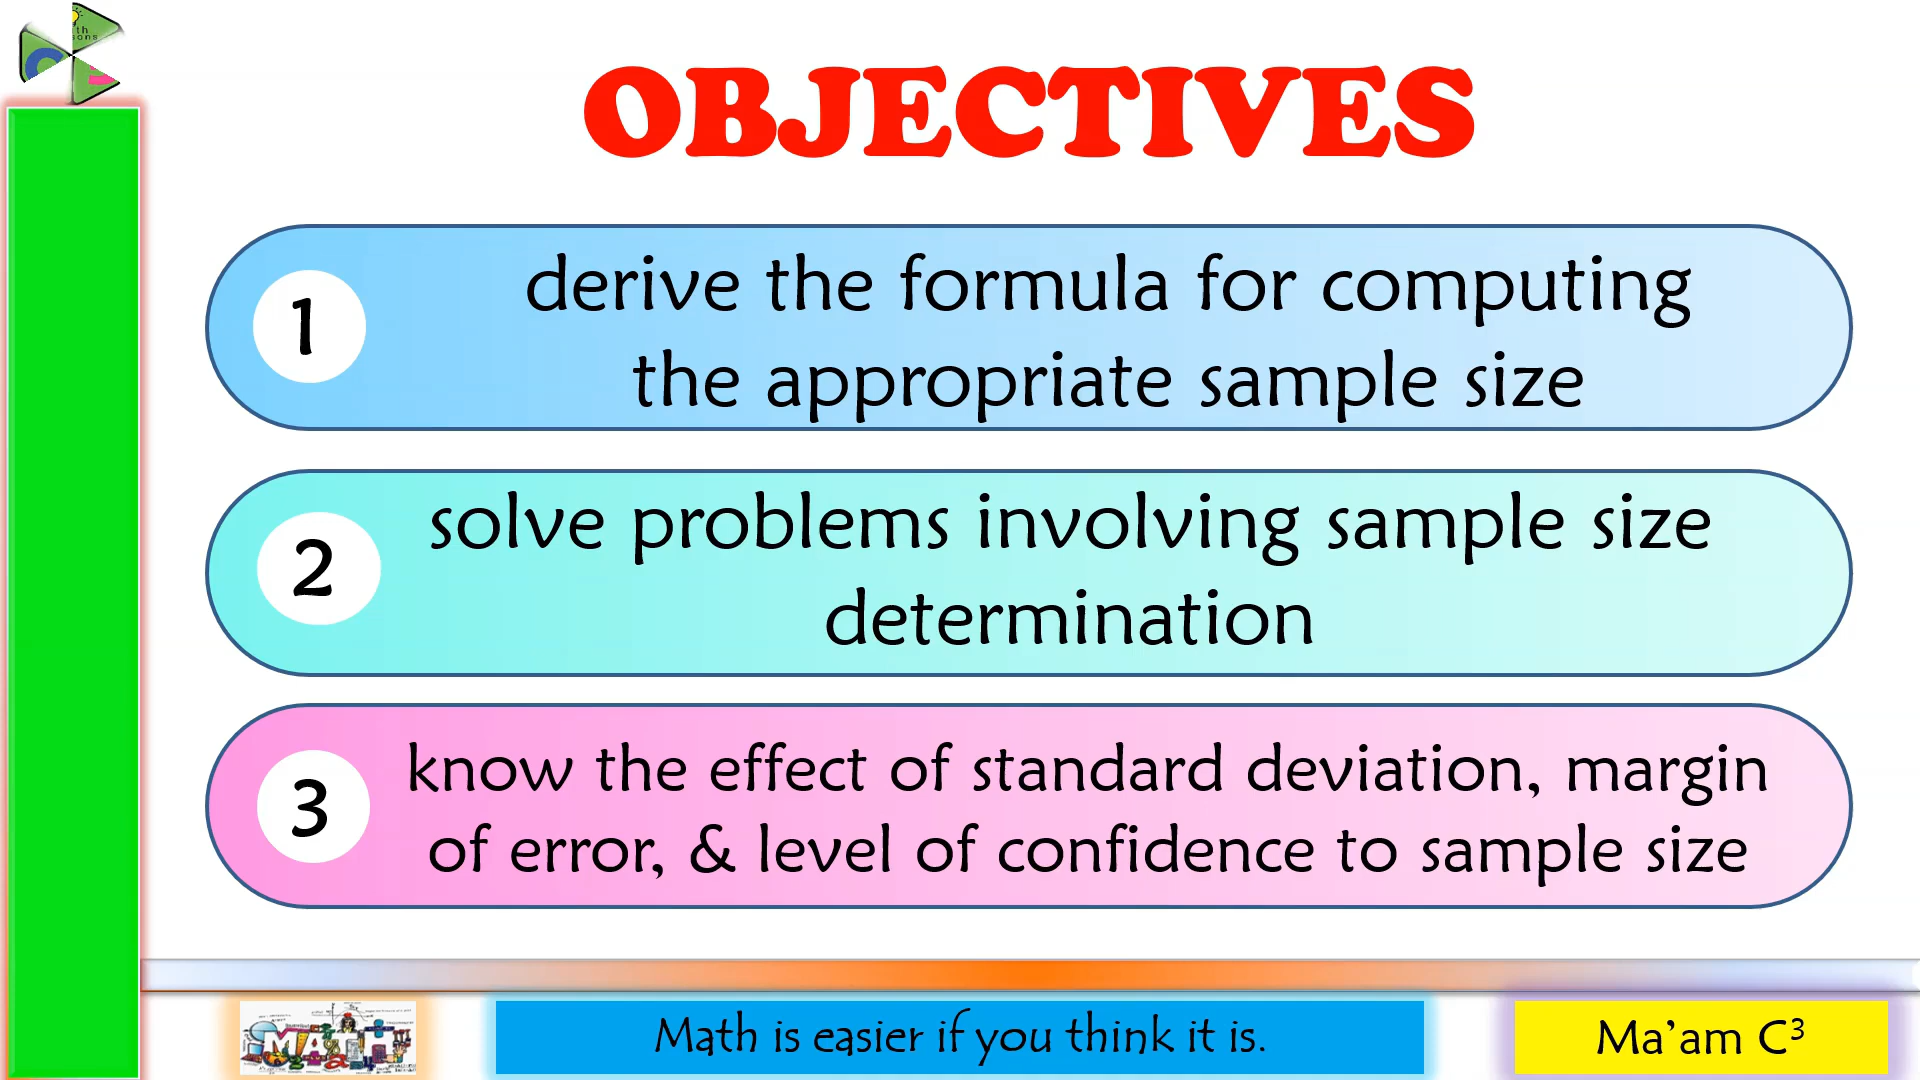 OBJECTIVES
1
derive the formula for computing
the appropriate sample size
2
solve problems involving sample size
determination
3
know the effect of standard deviation, margin
of error, & level of confidence to sample size
MATH
Math is easier if you think it is.
Ma’am C³